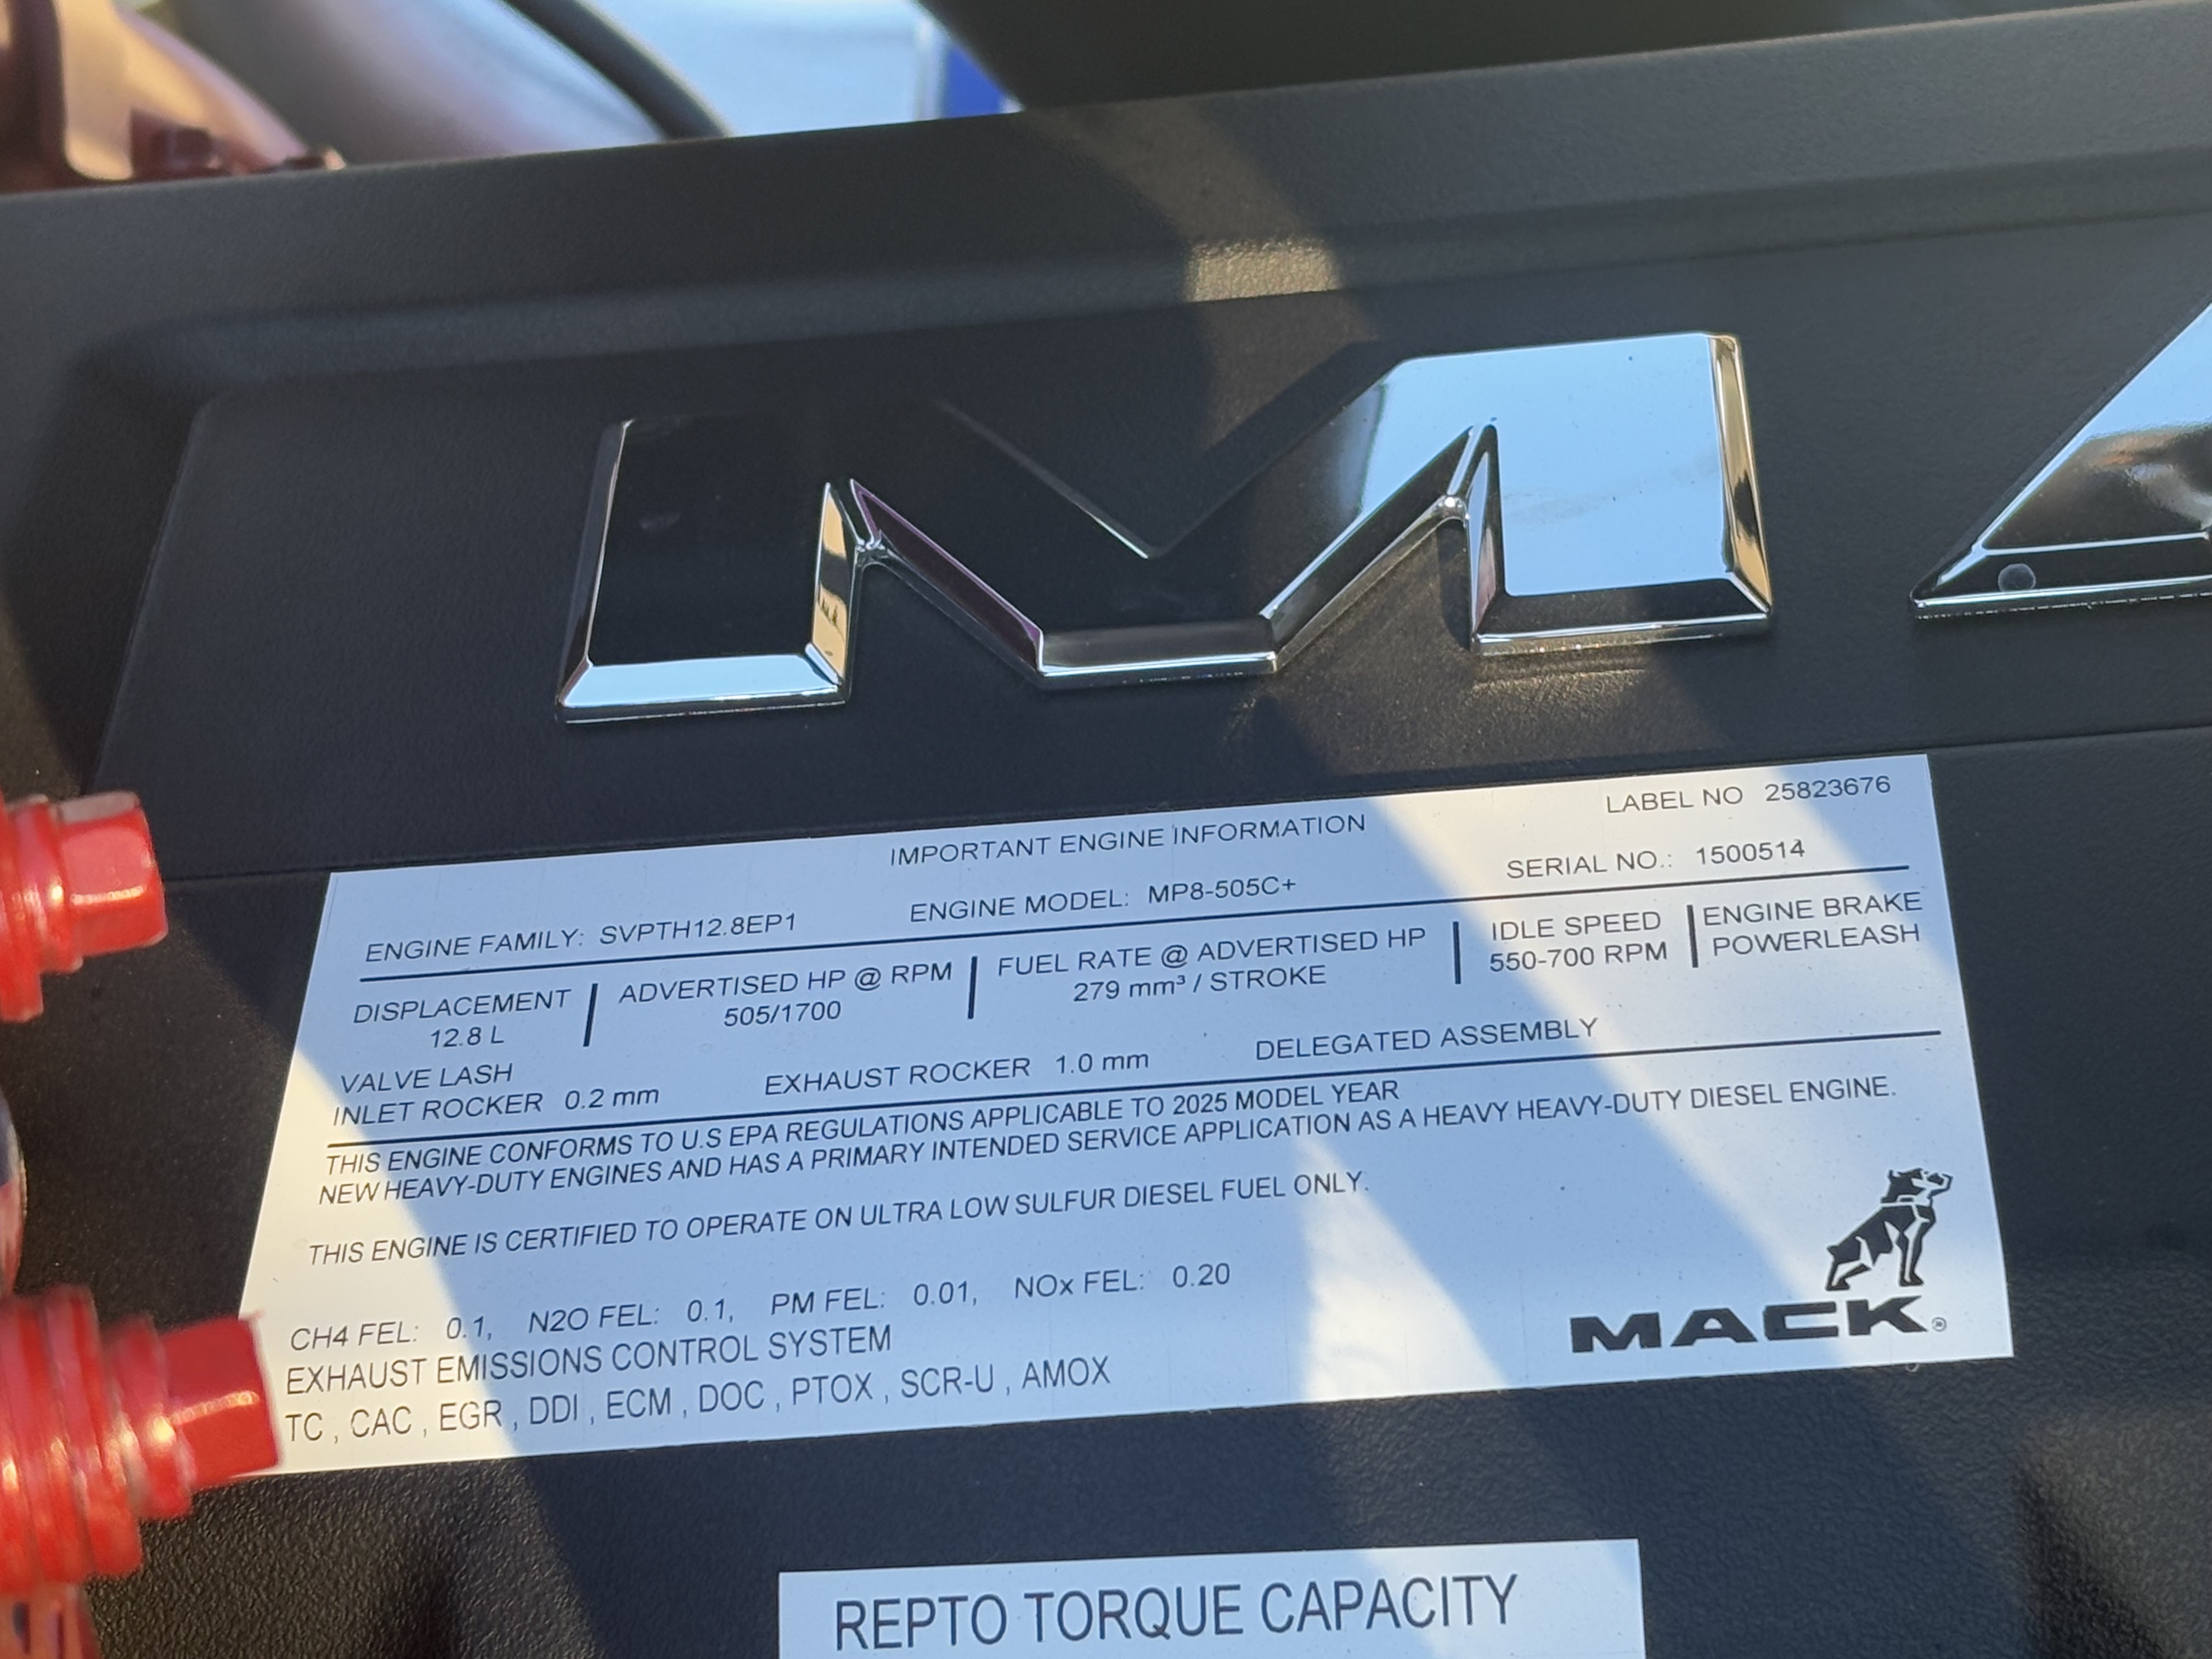 MA
LABEL NO 25823676
IMPORTANT ENGINE INFORMATION
SERIAL NO.: 1500514
ENGINE FAMILY: SVPTH12.8EP1 ENGINE MODEL: MP8-505C+
DISPLACEMENT
12.8 L
ADVERTISED HP @ RPM
505/1700
FUEL RATE @ ADVERTISED HP
279 mm³ / STROKE
IDLE SPEED
550-700 RPM
ENGINE BRAKE
POWERLEASH
VALVE LASH
INLET ROCKER 0.2 mm EXHAUST ROCKER 1.0 mm DELEGATED ASSEMBLY
THIS ENGINE CONFORMS TO U.S EPA REGULATIONS APPLICABLE TO 2025 MODEL YEAR
NEW HEAVY-DUTY ENGINES AND HAS A PRIMARY INTENDED SERVICE APPLICATION AS A HEAVY HEAVY-DUTY DIESEL ENGINE.
THIS ENGINE IS CERTIFIED TO OPERATE ON ULTRA LOW SULFUR DIESEL FUEL ONLY.
CH4 FEL: 0.1, N2O FEL: 0.1, PM FEL: 0.01, NOx FEL: 0.20
EXHAUST EMISSIONS CONTROL SYSTEM
TC , CAC , EGR , DDI , ECM , DOC , PTOX , SCR-U , AMOX
MACK®
REPTO TORQUE CAPACITY